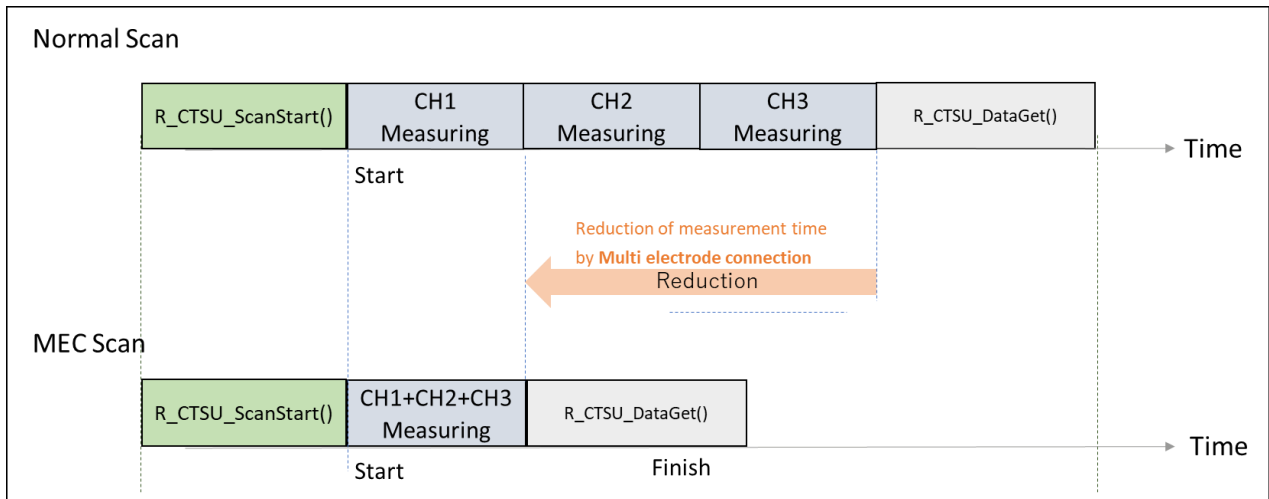 Normal Scan
R_CTSU_ScanStart()
CH1
Measuring
CH2
Measuring
CH3
Measuring
R_CTSU_DataGet()
Time
Start
Reduction of measurement time
by Multi electrode connection
Reduction
MEC Scan
R_CTSU_ScanStart()
CH1+CH2+CH3
Measuring
R_CTSU_DataGet()
Time
Start
Finish